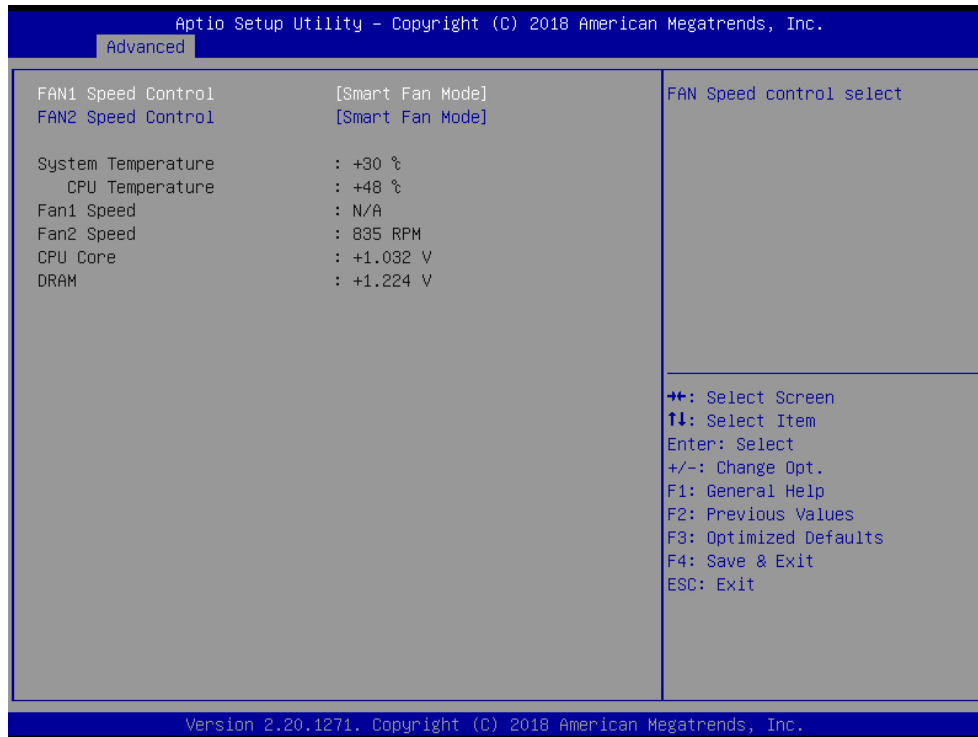 Aptio Setup Utility – Copyright (C) 2018 American Megatrends, Inc.
Advanced
FAN1 Speed Control [Smart Fan Mode]
FAN2 Speed Control [Smart Fan Mode]
System Temperature : +30 ℃
CPU Temperature : +48 ℃
Fan1 Speed : N/A
Fan2 Speed : 835 RPM
CPU Core : +1.032 V
DRAM : +1.224 V
FAN Speed control select
→←: Select Screen
↑↓: Select Item
Enter: Select
+/-: Change Opt.
F1: General Help
F2: Previous Values
F3: Optimized Defaults
F4: Save & Exit
ESC: Exit
Version 2.20.1271. Copyright (C) 2018 American Megatrends, Inc.